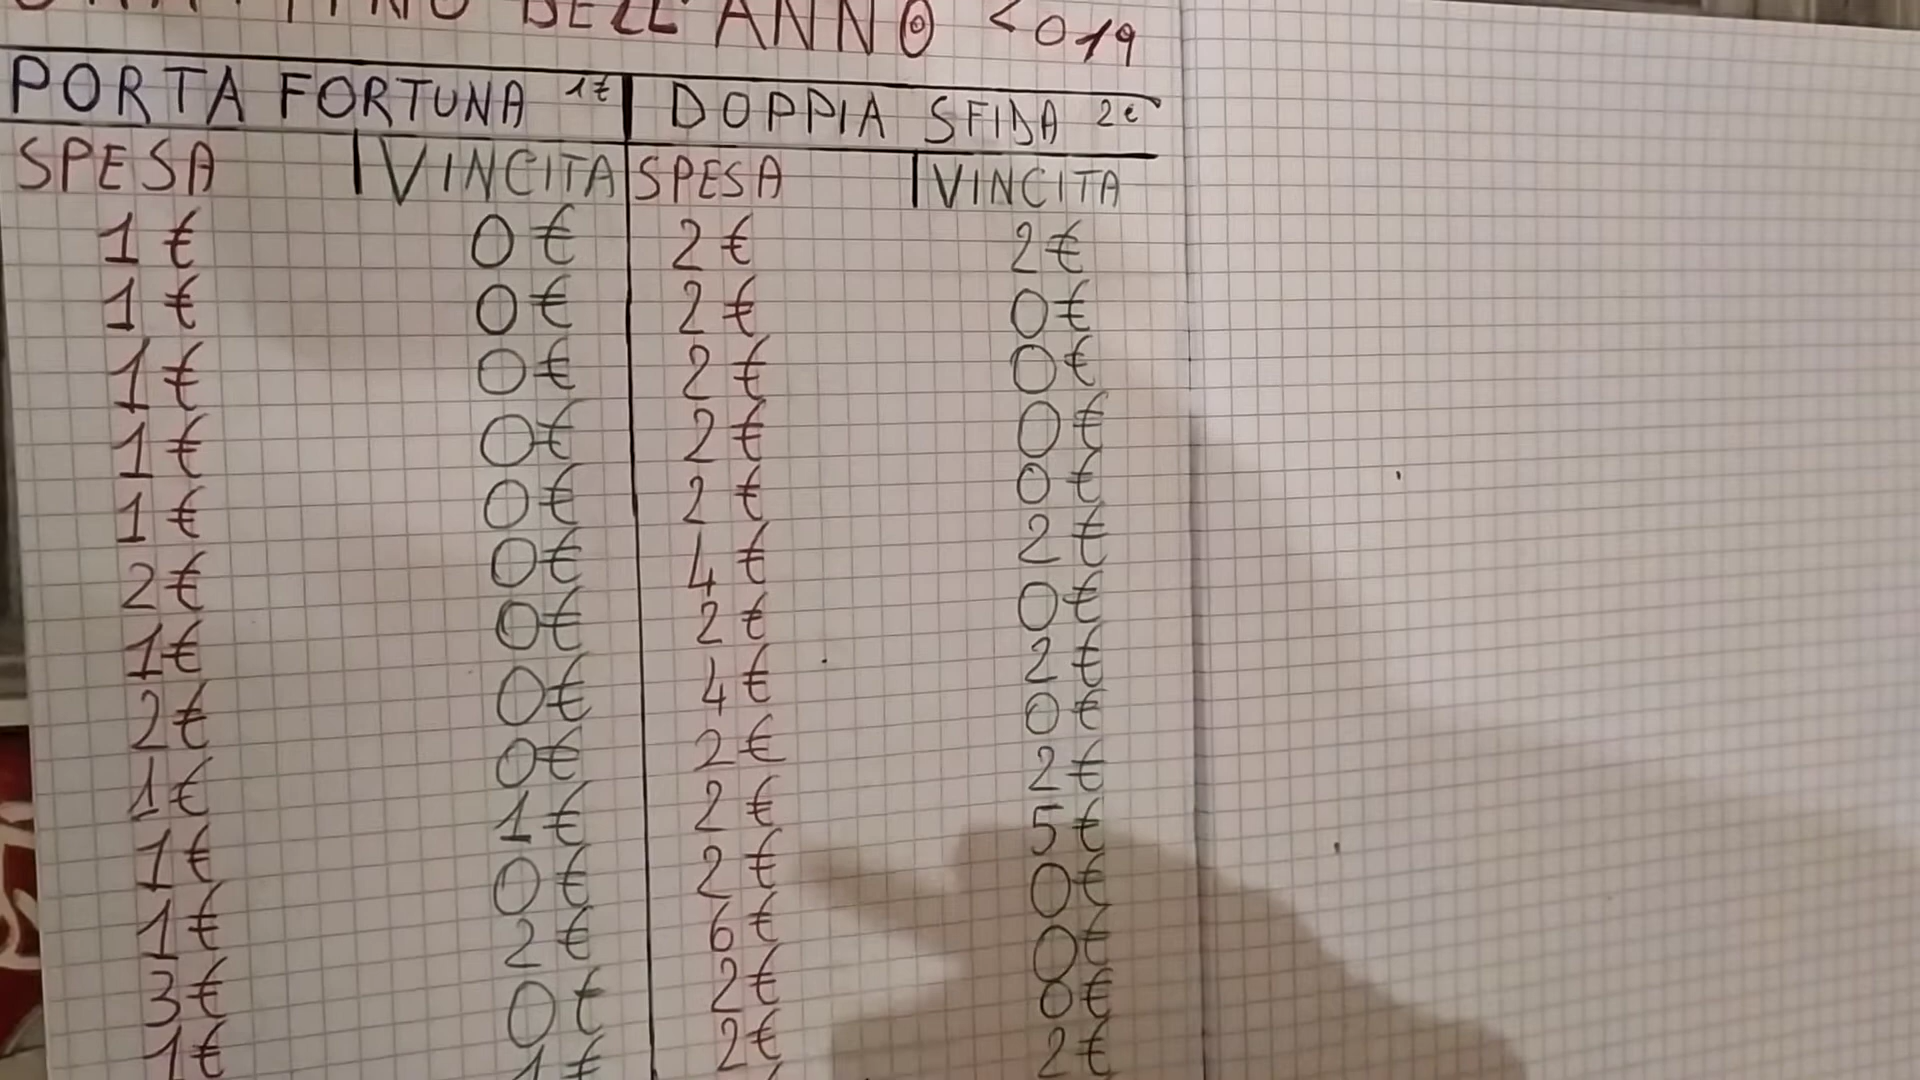 DELL'ANNO 2019
PORTA FORTUNA 1€ DOPPIA SFIDA 2€
SPESA VINCITA SPESA VINCITA
1€ 0€ 2€ 2€
1€ 0€ 2€ 0€
1€ 0€ 2€ 0€
1€ 0€ 2€ 0€
1€ 0€ 2€ 0€
2€ 0€ 4€ 2€
1€ 0€ 2€ 0€
2€ 0€ 4€ 2€
1€ 0€ 2€ 0€
1€ 1€ 2€ 2€
1€ 0€ 2€ 5€
3€ 2€ 6€ 0€
1€ 0€ 2€ 0€
1€ 2€ 0€
2€